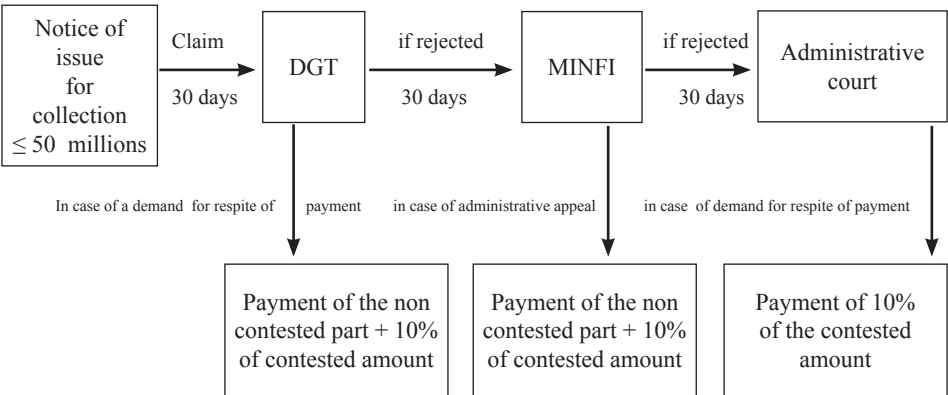 Notice of
issue
for
collection
≤ 50 millions
Claim
30 days
DGT
if rejected
30 days
MINFI
if rejected
30 days
Administrative
court
In case of a demand for respite of payment
in case of administrative appeal
in case of demand for respite of payment
Payment of the non
contested part + 10%
of contested amount
Payment of the non
contested part + 10%
of contested amount
Payment of 10%
of the contested
amount